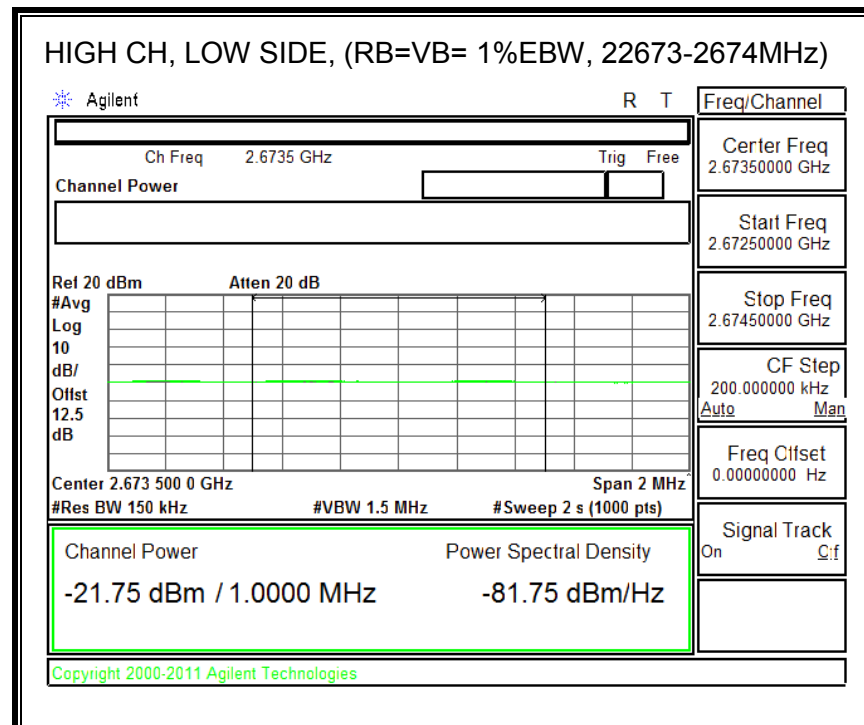 HIGH CH, LOW SIDE, (RB=VB= 1%EBW, 22673-2674MHz)
Agilent R T
Ch Freq 2.6735 GHz Trig Free
Channel Power
Ref 20 dBm Atten 20 dB
#Avg
Log
10
dB/
Offst
12.5
dB
Center 2.673 500 0 GHz Span 2 MHz
#Res BW 150 kHz #VBW 1.5 MHz #Sweep 2 s (1000 pts)
Channel Power Power Spectral Density
-21.75 dBm / 1.0000 MHz -81.75 dBm/Hz
Copyright 2000-2011 Agilent Technologies
Freq/Channel
Center Freq
2.67350000 GHz
Start Freq
2.67250000 GHz
Stop Freq
2.67450000 GHz
CF Step
200.000000 kHz
Auto Man
Freq Offset
0.00000000 Hz
Signal Track
On Off